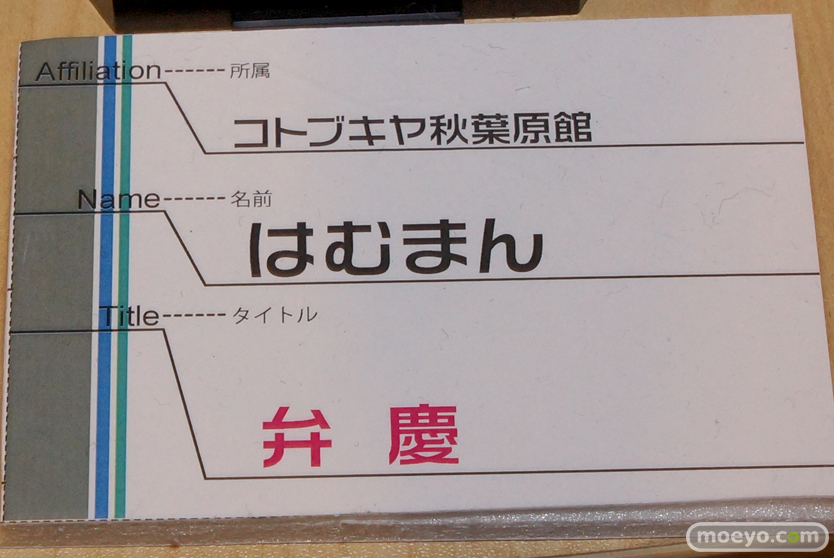 Affiliation------ 所属
コトブキヤ秋葉原館
Name------ 名前
はむまん
Title------ タイトル
弁 慶
moeyo.com